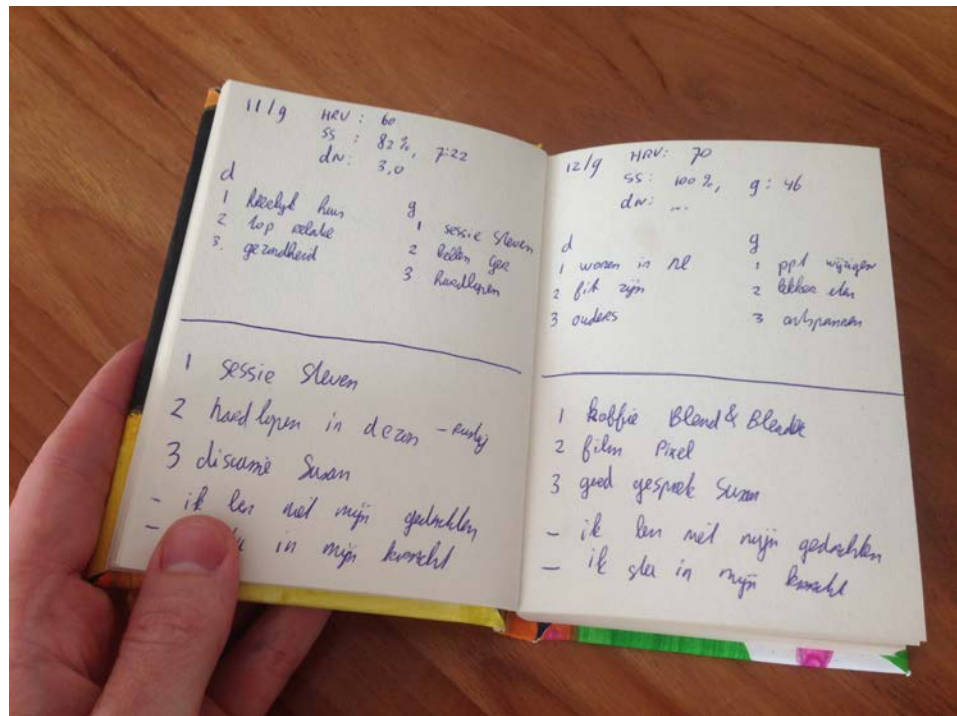 11/9 HRV: 60
SS: 82%, 7:22
dN: 3,0
d
1 heerlijk huis
2 top relatie
3. gezondheid
g
1 sessie Steven
2 bellen Ger
3 hardlopen
1 sessie Steven
2 hardlopen in de zon - rustig
3 discussie Susan
- ik ben niet mijn gedachten
- in mijn kracht
12/9 HRV: 70
SS: 100%, 9:46
dN: ...
d
1 wonen in NL
2 fit zijn
3 ouders
g
1 ppt wijzigen
2 lekker eten
3 ontspannen
1 koffie Blend & Blender
2 film Pixel
3 goed gesprek Susan
- ik ben niet mijn gedachten
- ik sta in mijn kracht